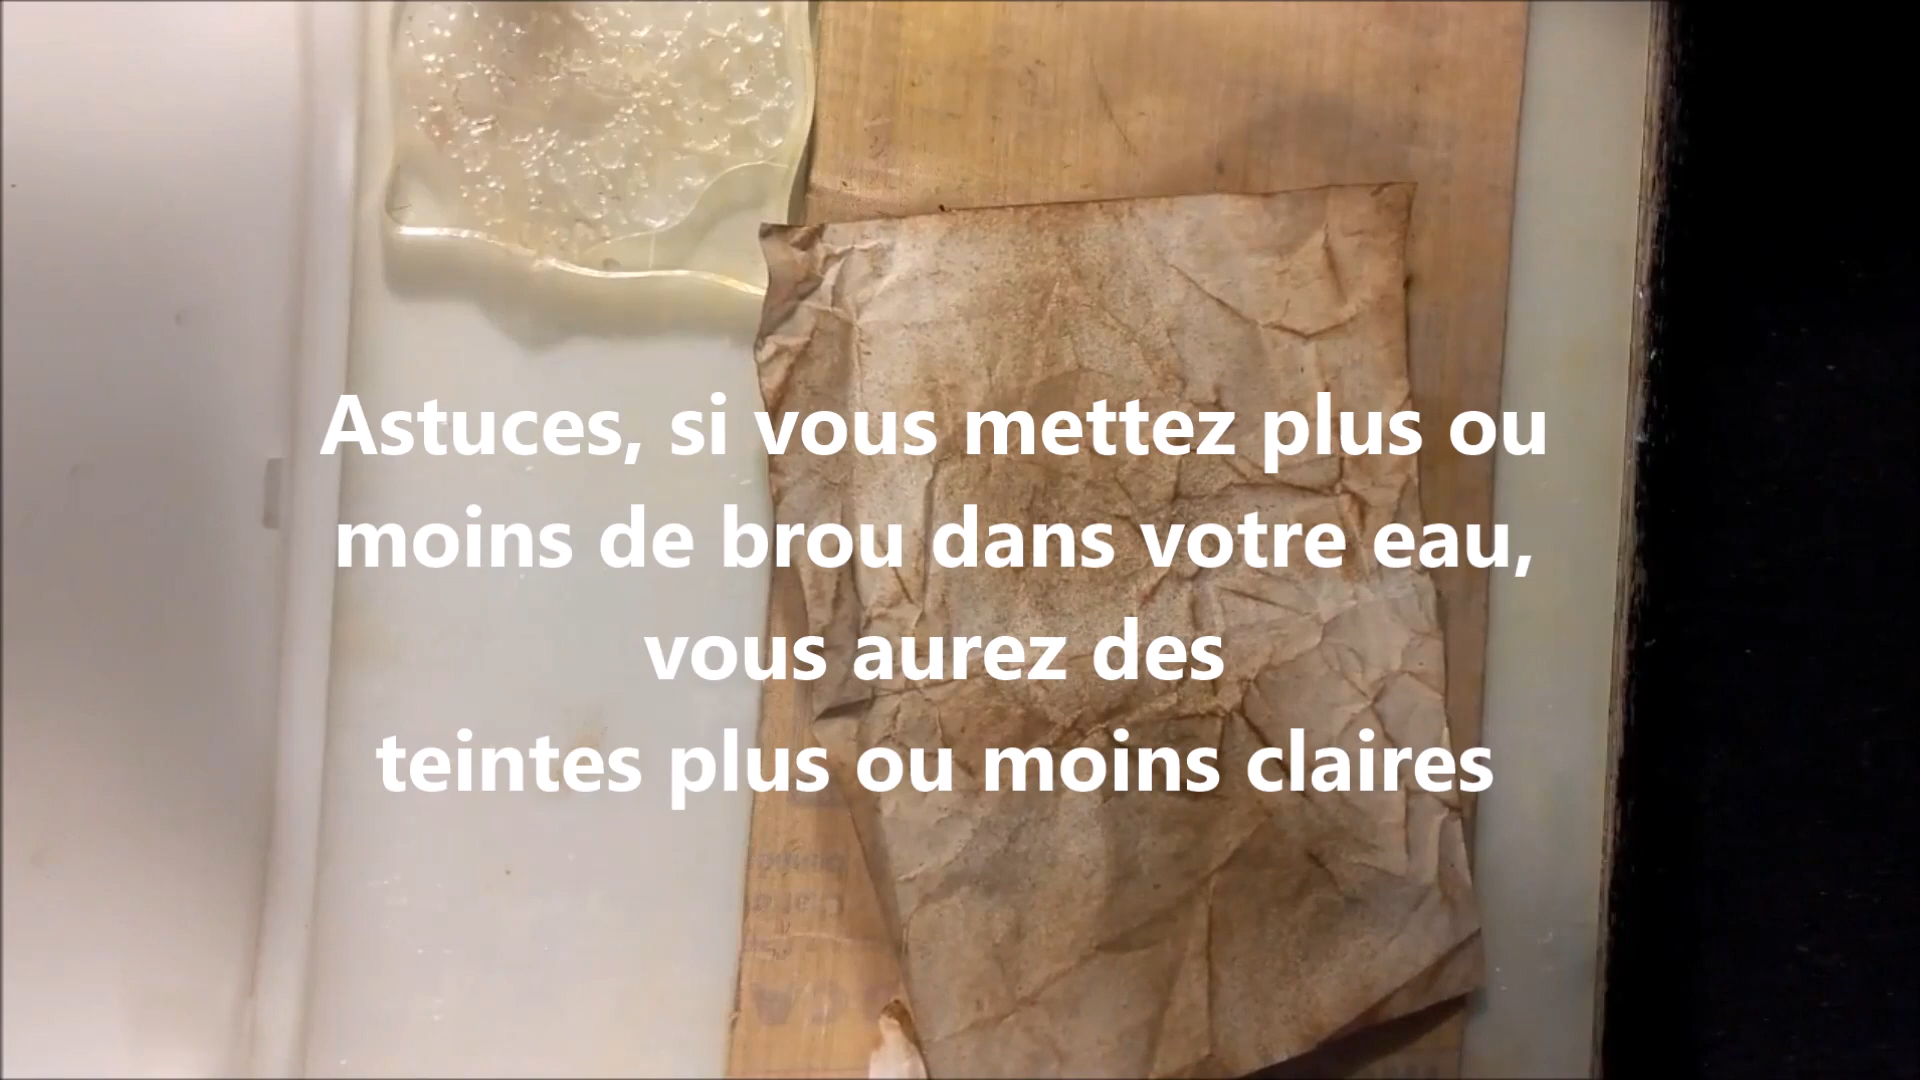 Astuces, si vous mettez plus ou
moins de brou dans votre eau,
vous aurez des
teintes plus ou moins claires